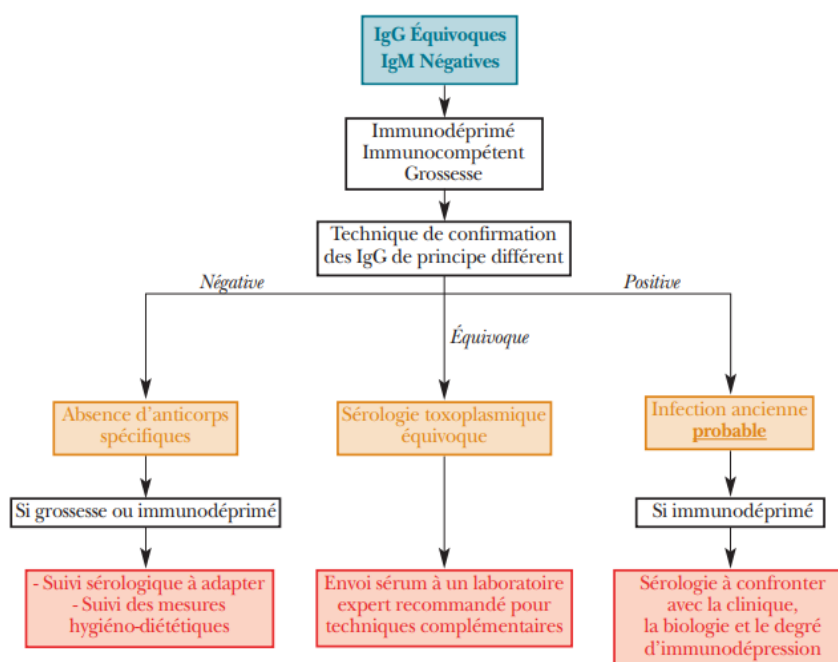 IgG Équivoques
IgM Négatives
Immunodéprimé
Immunocompétent
Grossesse
Technique de confirmation
des IgG de principe différent
Négative
Équivoque
Positive
Absence d'anticorps
spécifiques
Sérologie toxoplasmique
équivoque
Infection ancienne
probable
Si grossesse ou immunodéprimé
Si immunodéprimé
- Suivi sérologique à adapter
- Suivi des mesures
hygiéno-diététiques
Envoi sérum à un laboratoire
expert recommandé pour
techniques complémentaires
Sérologie à confronter
avec la clinique,
la biologie et le degré
d'immunodépression